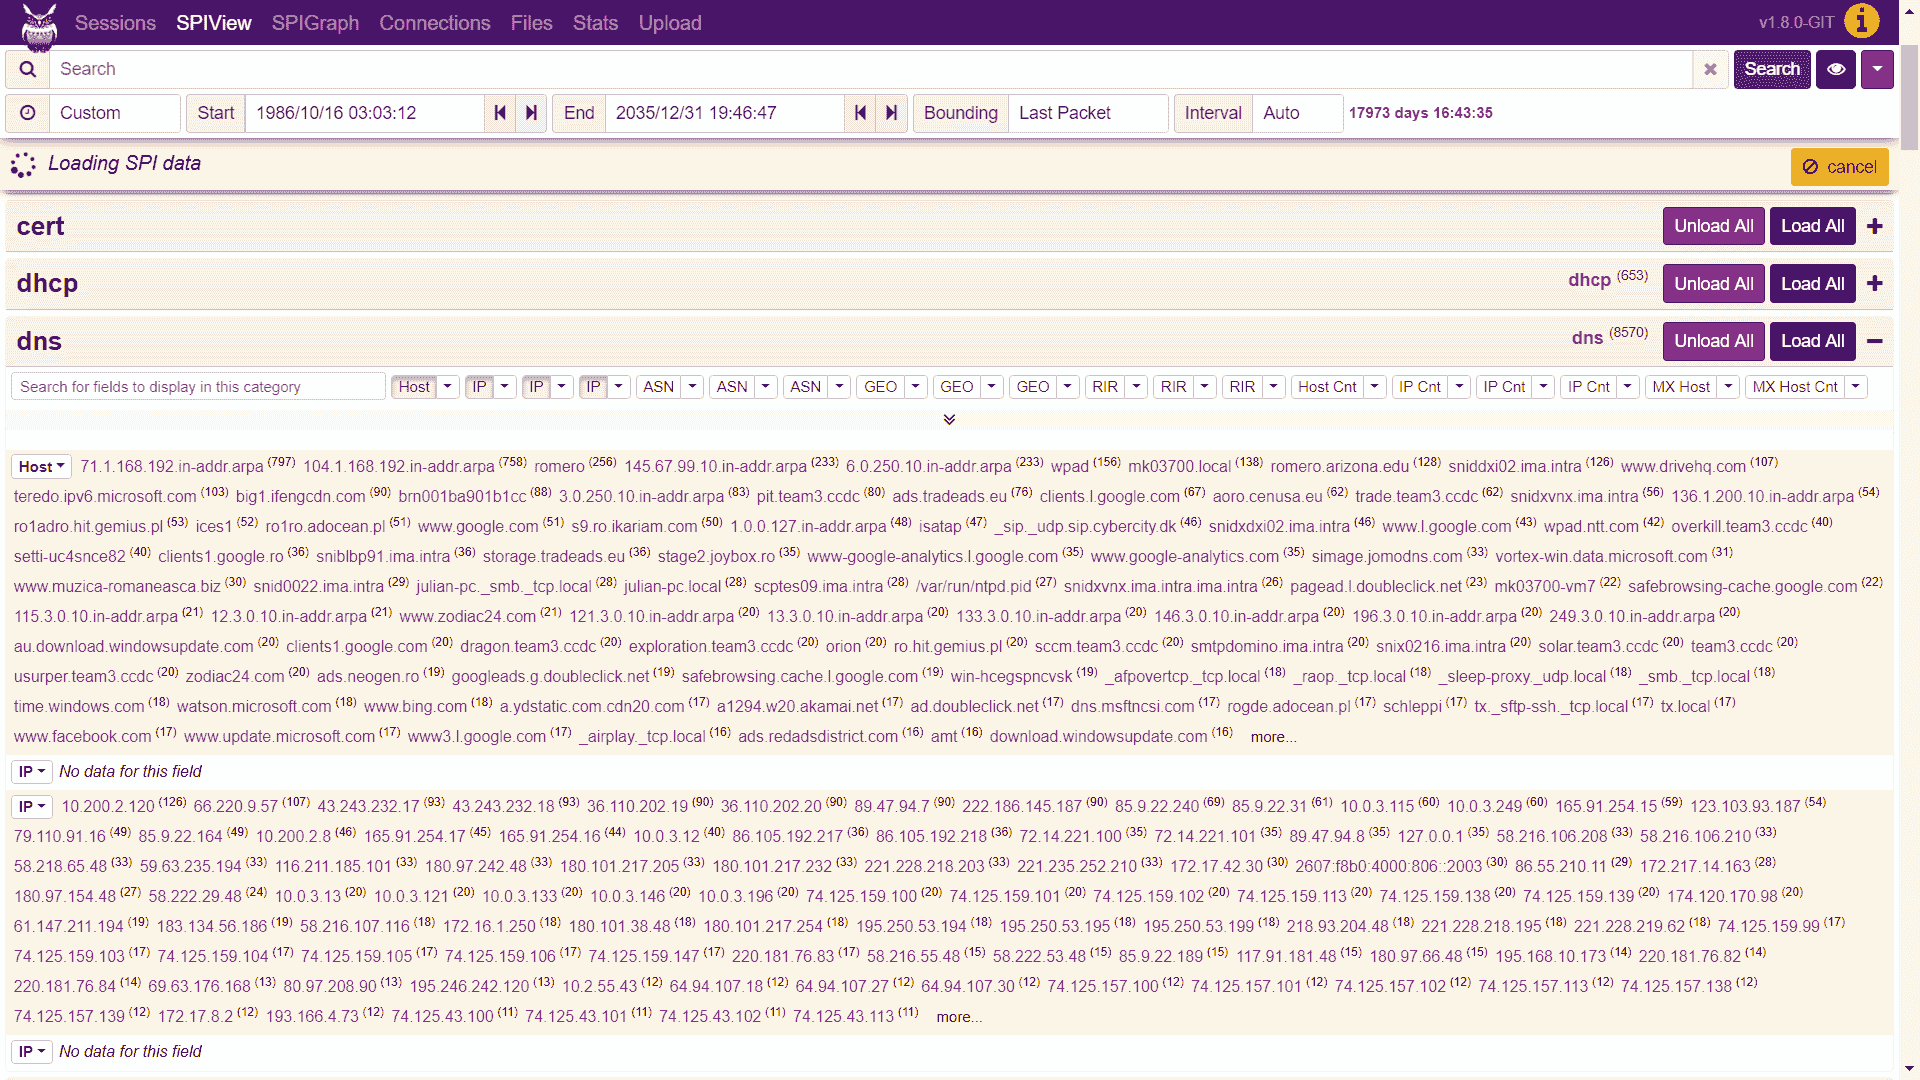 Sessions SPIView SPIGraph Connections Files Stats Upload v1.8.0-GIT
Search Search
Custom Start 1986/10/16 03:03:12 End 2035/12/31 19:46:47 Bounding Last Packet Interval Auto 17973 days 16:43:35
Loading SPI data cancel
cert Unload All Load All
dhcp dhcp (653) Unload All Load All
dns dns (8570) Unload All Load All
Search for fields to display in this category Host IP IP IP ASN ASN ASN GEO GEO GEO RIR RIR RIR Host Cnt IP Cnt IP Cnt IP Cnt MX Host MX Host Cnt
Host 71.1.168.192.in-addr.arpa (797) 104.1.168.192.in-addr.arpa (758) romero (256) 145.67.99.10.in-addr.arpa (233) 6.0.250.10.in-addr.arpa (233) wpad (156) mk03700.local (138) romero.arizona.edu (128) sniddxi02.ima.intra (126) www.drivehq.com (107)
teredo.ipv6.microsoft.com (103) big1.ifengcdn.com (90) brn001ba901b1cc (88) 3.0.250.10.in-addr.arpa (83) pit.team3.ccdc (80) ads.tradeads.eu (76) clients.l.google.com (67) aoro.cenusa.eu (62) trade.team3.ccdc (62) snidxvnx.ima.intra (56) 136.1.200.10.in-addr.arpa (54)
ro1adro.hit.gemius.pl (53) ices1 (52) ro1ro.adocean.pl (51) www.google.com (51) s9.ro.ikariam.com (50) 1.0.0.127.in-addr.arpa (48) isatap (47) _sip._udp.sip.cybercity.dk (46) snidxdxi02.ima.intra (46) www.l.google.com (43) wpad.ntt.com (42) overkill.team3.ccdc (40)
setti-uc4snce82 (40) clients1.google.ro (36) sniblbp91.ima.intra (36) storage.tradeads.eu (36) stage2.joybox.ro (35) www-google-analytics.l.google.com (35) www.google-analytics.com (35) simage.jomodns.com (33) vortex-win.data.microsoft.com (31)
www.muzica-romaneasca.biz (30) snid0022.ima.intra (29) julian-pc._smb._tcp.local (28) julian-pc.local (28) scptes09.ima.intra (28) /var/run/ntpd.pid (27) snidxvnx.ima.intra.ima.intra (26) pagead.l.doubleclick.net (23) mk03700-vm7 (22) safebrowsing-cache.google.com (22)
115.3.0.10.in-addr.arpa (21) 12.3.0.10.in-addr.arpa (21) www.zodiac24.com (21) 121.3.0.10.in-addr.arpa (20) 13.3.0.10.in-addr.arpa (20) 133.3.0.10.in-addr.arpa (20) 146.3.0.10.in-addr.arpa (20) 196.3.0.10.in-addr.arpa (20) 249.3.0.10.in-addr.arpa (20)
au.download.windowsupdate.com (20) clients1.google.com (20) dragon.team3.ccdc (20) exploration.team3.ccdc (20) orion (20) ro.hit.gemius.pl (20) sccm.team3.ccdc (20) smtpdomino.ima.intra (20) snix0216.ima.intra (20) solar.team3.ccdc (20) team3.ccdc (20)
usurper.team3.ccdc (20) zodiac24.com (20) ads.neogen.ro (19) googleads.g.doubleclick.net (19) safebrowsing.cache.l.google.com (19) win-hcegspncvsk (19) _afpovertcp._tcp.local (18) _raop._tcp.local (18) _sleep-proxy._udp.local (18) _smb._tcp.local (18)
time.windows.com (18) watson.microsoft.com (18) www.bing.com (18) a.ydstatic.com.cdn20.com (17) a1294.w20.akamai.net (17) ad.doubleclick.net (17) dns.msftncsi.com (17) rogde.adocean.pl (17) schleppi (17) tx._sftp-ssh._tcp.local (17) tx.local (17)
www.facebook.com (17) www.update.microsoft.com (17) www3.l.google.com (17) _airplay._tcp.local (16) ads.redadsdistrict.com (16) amt (16) download.windowsupdate.com (16) more...
IP No data for this field
IP 10.200.2.120 (126) 66.220.9.57 (107) 43.243.232.17 (93) 43.243.232.18 (93) 36.110.202.19 (90) 36.110.202.20 (90) 89.47.94.7 (90) 222.186.145.187 (90) 85.9.22.240 (69) 85.9.22.31 (61) 10.0.3.115 (60) 10.0.3.249 (60) 165.91.254.15 (59) 123.103.93.187 (54)
79.110.91.16 (49) 85.9.22.164 (49) 10.200.2.8 (46) 165.91.254.17 (45) 165.91.254.16 (44) 10.0.3.12 (40) 86.105.192.217 (36) 86.105.192.218 (36) 72.14.221.100 (35) 72.14.221.101 (35) 89.47.94.8 (35) 127.0.0.1 (35) 58.216.106.208 (33) 58.216.106.210 (33)
58.218.65.48 (33) 59.63.235.194 (33) 116.211.185.101 (33) 180.97.242.48 (33) 180.101.217.205 (33) 180.101.217.232 (33) 221.228.218.203 (33) 221.235.252.210 (33) 172.17.42.30 (30) 2607:f8b0:4000:806::2003 (30) 86.55.210.11 (29) 172.217.14.163 (28)
180.97.154.48 (27) 58.222.29.48 (24) 10.0.3.13 (20) 10.0.3.121 (20) 10.0.3.133 (20) 10.0.3.146 (20) 10.0.3.196 (20) 74.125.159.100 (20) 74.125.159.101 (20) 74.125.159.102 (20) 74.125.159.113 (20) 74.125.159.138 (20) 74.125.159.139 (20) 174.120.170.98 (20)
61.147.211.194 (19) 183.134.56.186 (19) 58.216.107.116 (18) 172.16.1.250 (18) 180.101.38.48 (18) 180.101.217.254 (18) 195.250.53.194 (18) 195.250.53.195 (18) 195.250.53.199 (18) 218.93.204.48 (18) 221.228.218.195 (18) 221.228.219.62 (18) 74.125.159.99 (17)
74.125.159.103 (17) 74.125.159.104 (17) 74.125.159.105 (17) 74.125.159.106 (17) 74.125.159.147 (17) 220.181.76.83 (17) 58.216.55.48 (15) 58.222.53.48 (15) 85.9.22.189 (15) 117.91.181.48 (15) 180.97.66.48 (15) 195.168.10.173 (14) 220.181.76.82 (14)
220.181.76.84 (14) 69.63.176.168 (13) 80.97.208.90 (13) 195.246.242.120 (13) 10.2.55.43 (12) 64.94.107.18 (12) 64.94.107.27 (12) 64.94.107.30 (12) 74.125.157.100 (12) 74.125.157.101 (12) 74.125.157.102 (12) 74.125.157.113 (12) 74.125.157.138 (12)
74.125.157.139 (12) 172.17.8.2 (12) 193.166.4.73 (12) 74.125.43.100 (11) 74.125.43.101 (11) 74.125.43.102 (11) 74.125.43.113 (11) more...
IP No data for this field